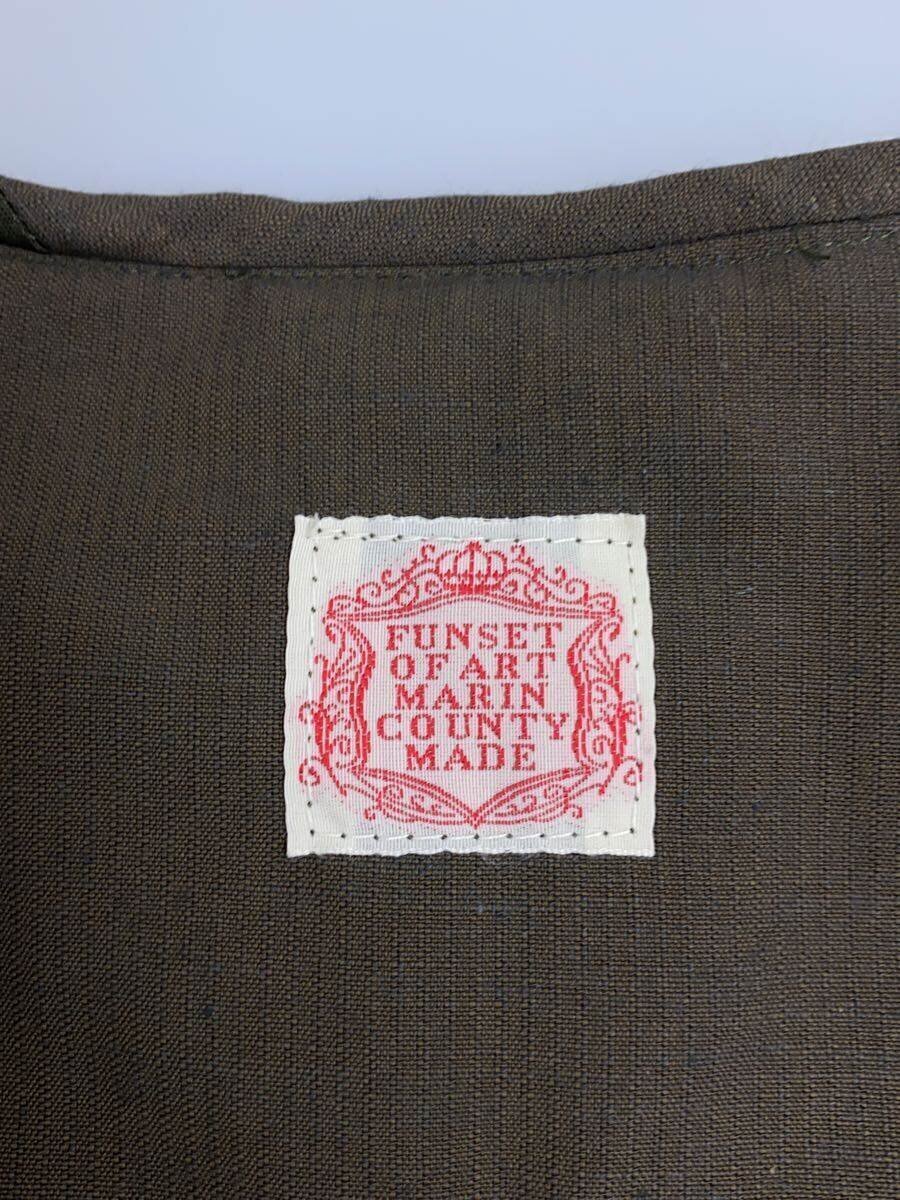 FUNSET
OF ART
MARIN
COUNTY
MADE